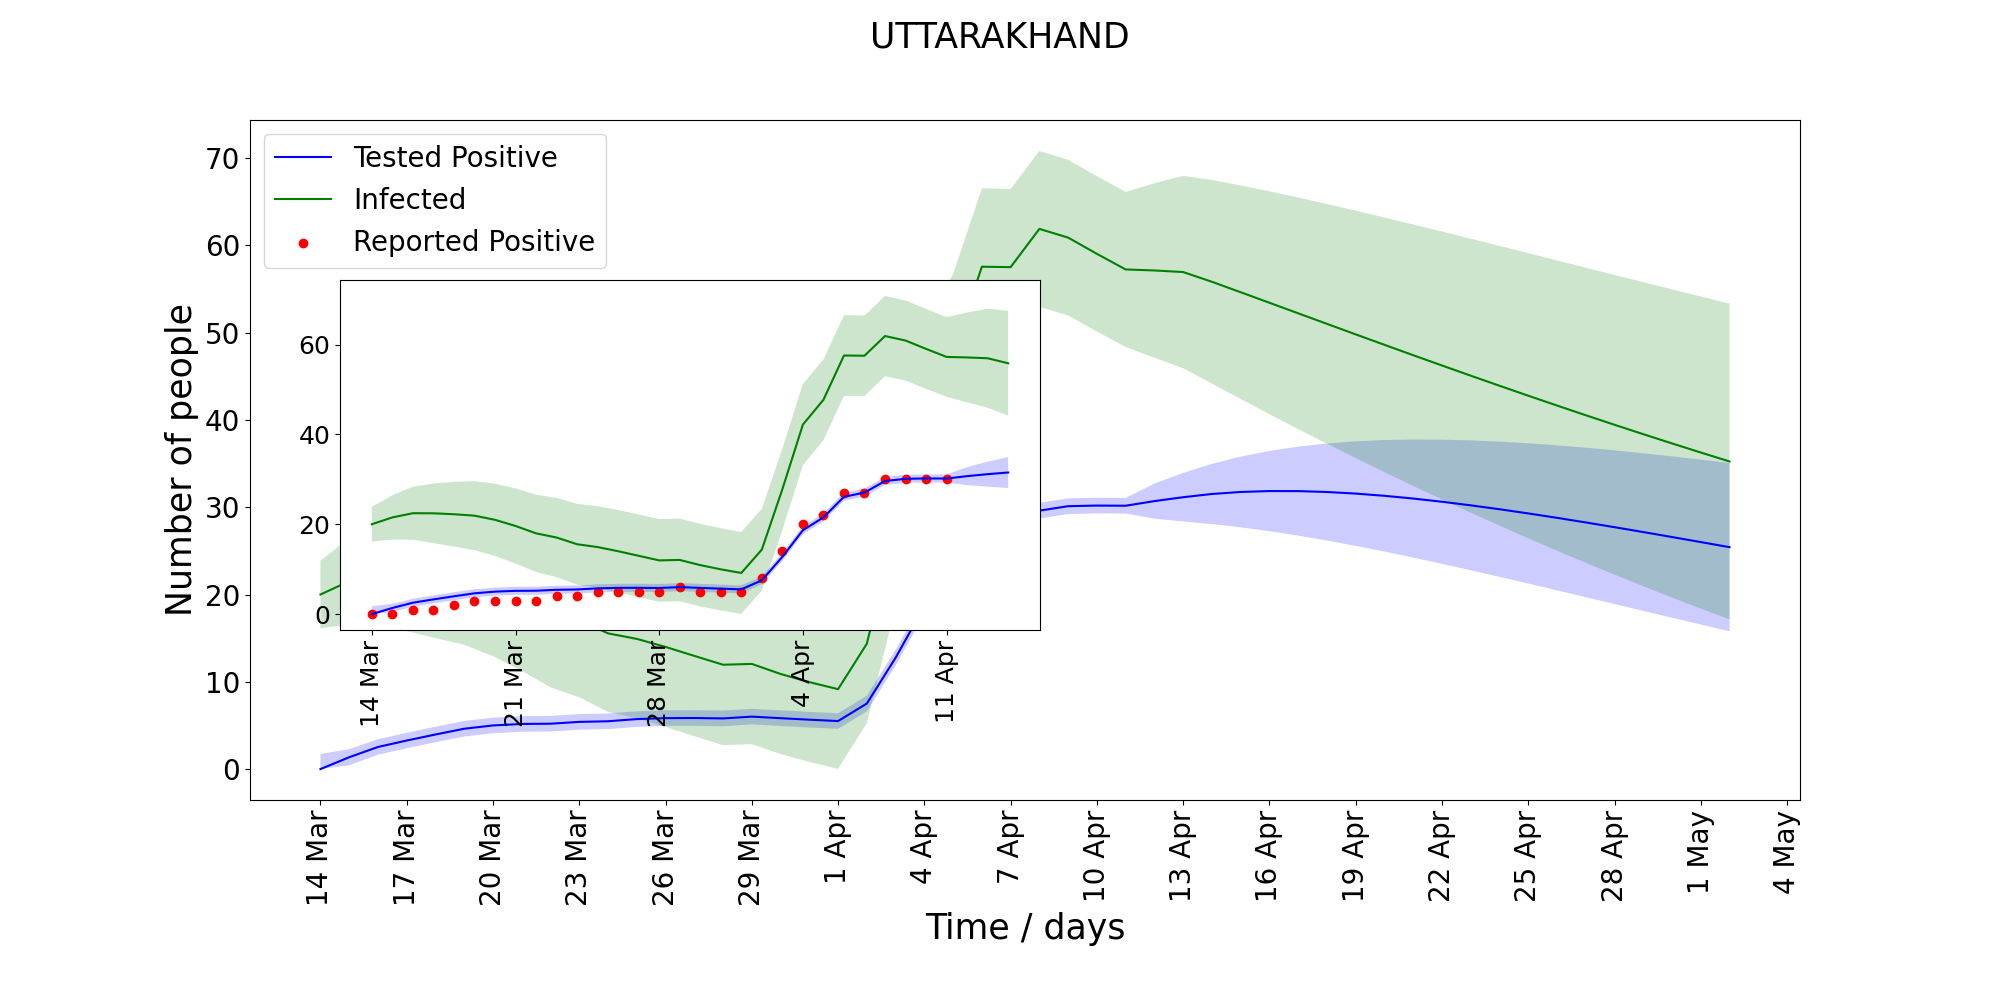 UTTARAKHAND
Tested Positive
Infected
Reported Positive
Number of people
70
60
50
40
30
20
10
0
60
40
20
0
14 Mar
21 Mar
28 Mar
4 Apr
11 Apr
14 Mar
17 Mar
20 Mar
23 Mar
26 Mar
29 Mar
1 Apr
4 Apr
7 Apr
10 Apr
13 Apr
16 Apr
19 Apr
22 Apr
25 Apr
28 Apr
1 May
4 May
Time / days